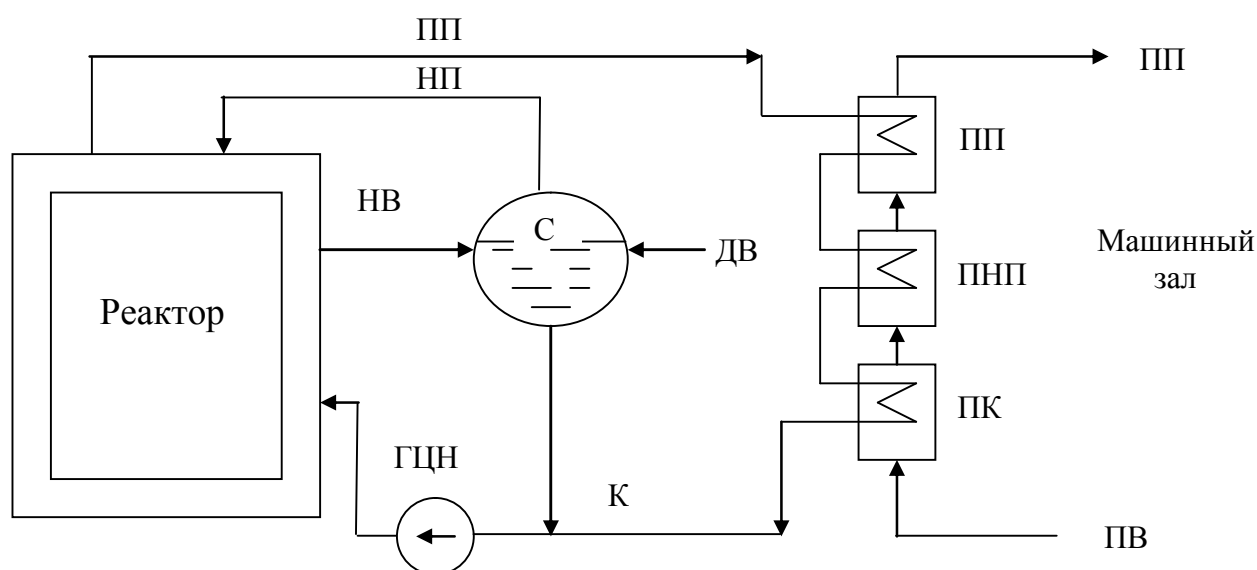 ПП
ПП
НП
ПП
НВ
С
ДВ
Машинный
зал
ПНП
Реактор
ПК
ГЦН
К
ПВ